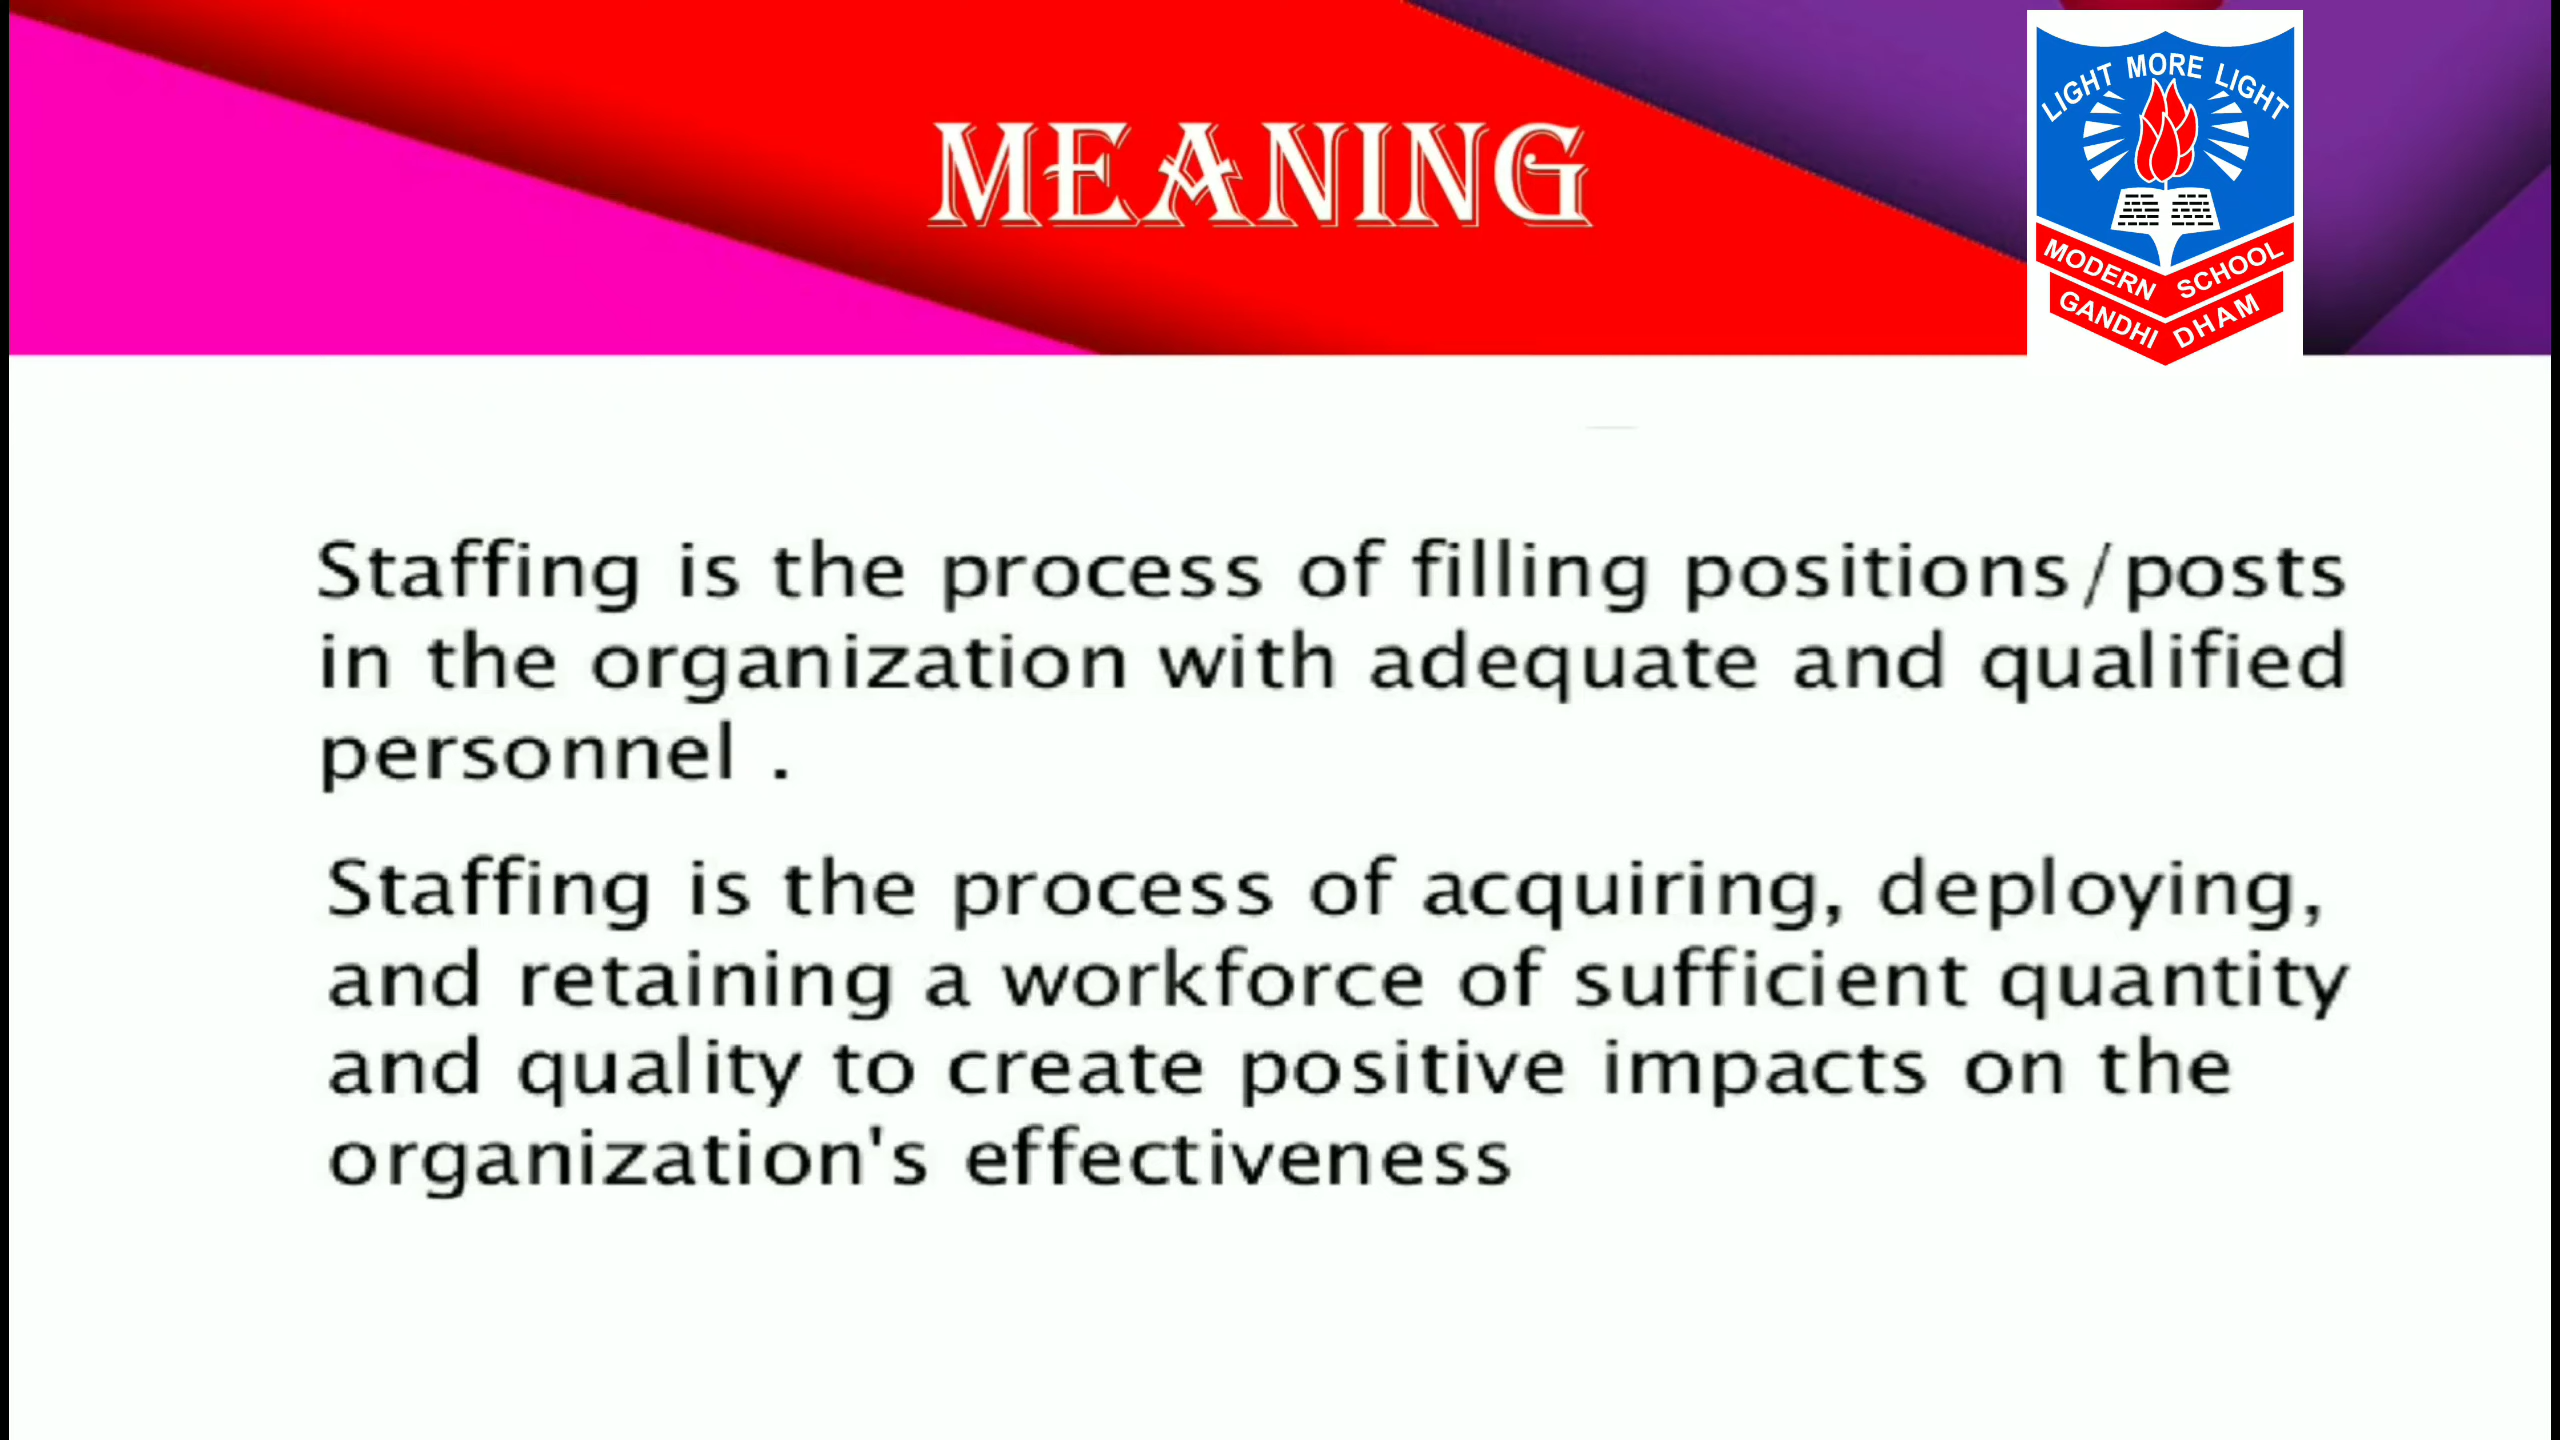 MEANING
LIGHT MORE LIGHT
MODERN SCHOOL
GANDHI DHAM
Staffing is the process of filling positions/posts
in the organization with adequate and qualified
personnel .
Staffing is the process of acquiring, deploying,
and retaining a workforce of sufficient quantity
and quality to create positive impacts on the
organization's effectiveness